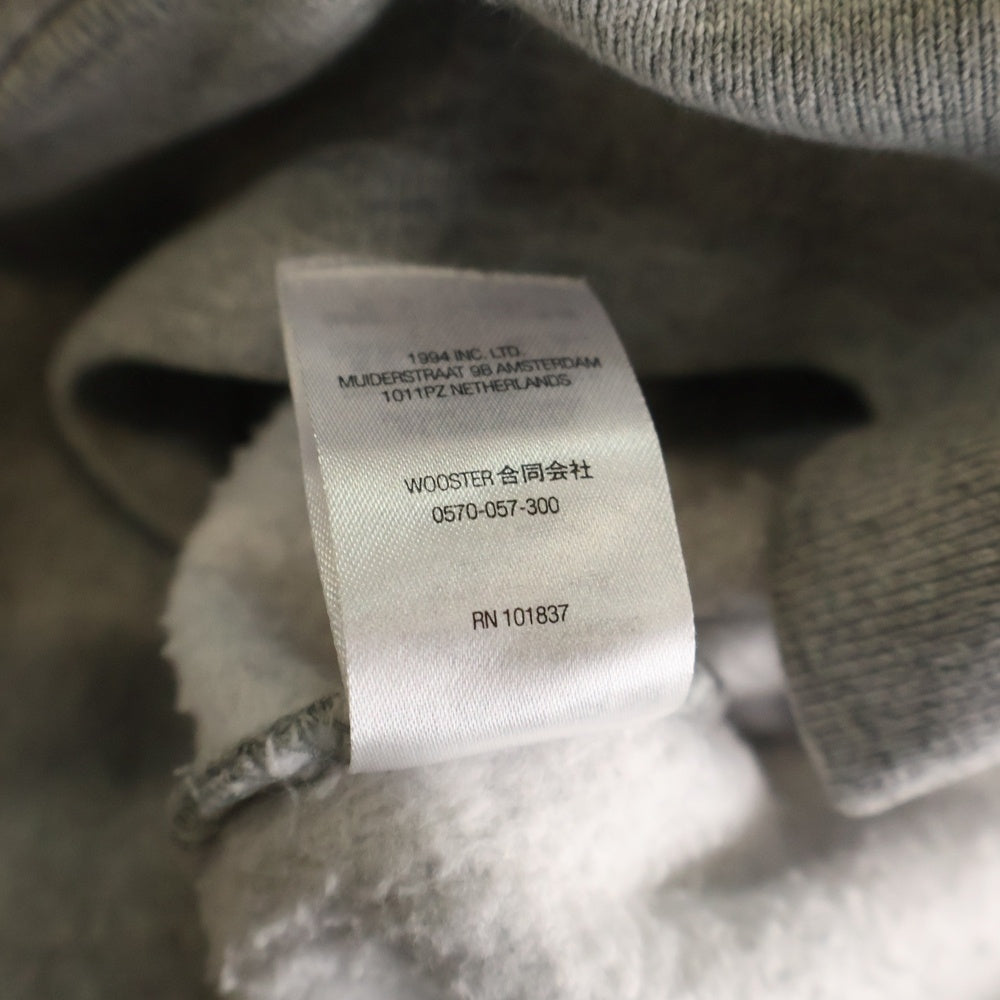 1994 INC. LTD.
MUIDERSTRAAT 9B AMSTERDAM
1011PZ NETHERLANDS
WOOSTER 合同会社
0570-057-300
RN 101837